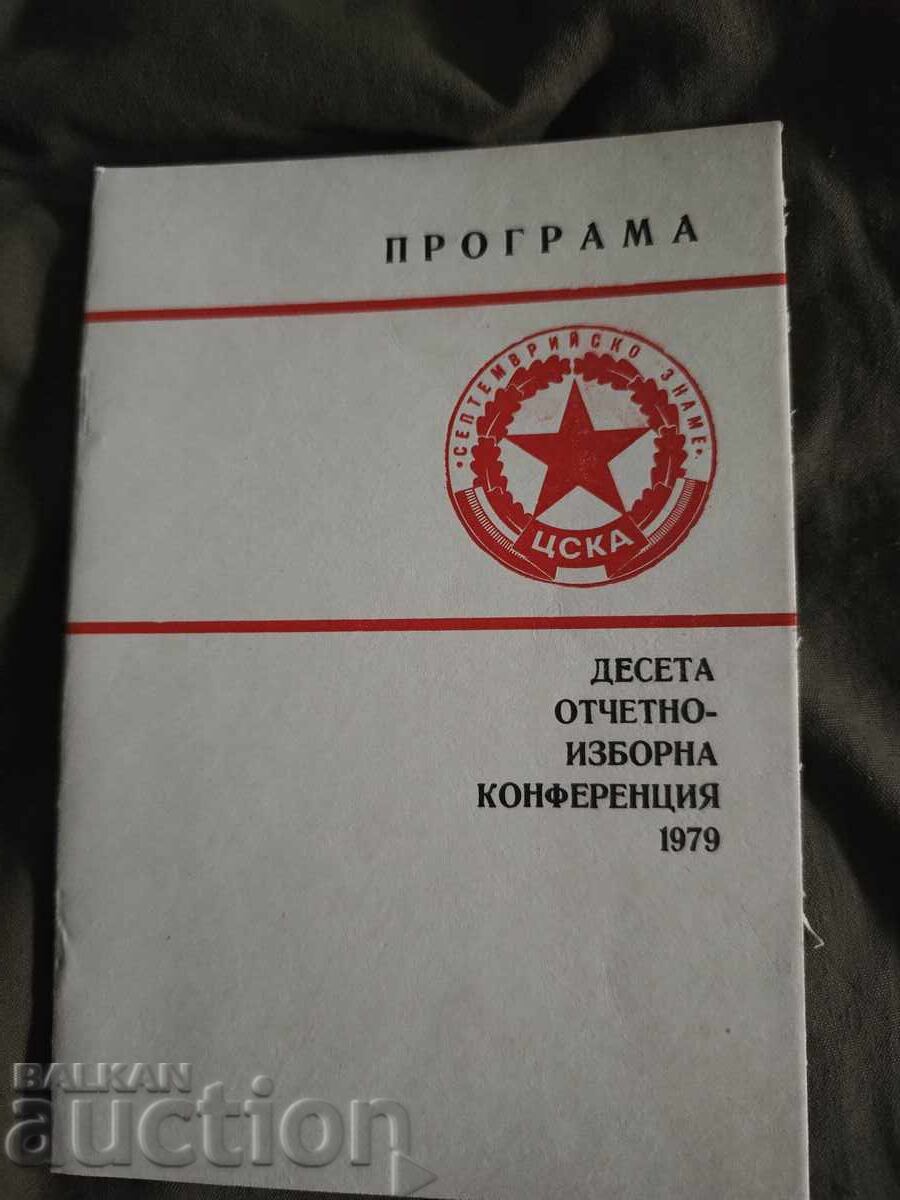 ПРОГРАМА
•СЕПТЕМВРИЙСКО ЗНАМЕ•
ЦСКА
ДЕСЕТА
ОТЧЕТНО-
ИЗБОРНА
КОНФЕРЕНЦИЯ
1979
BALKAN
auction